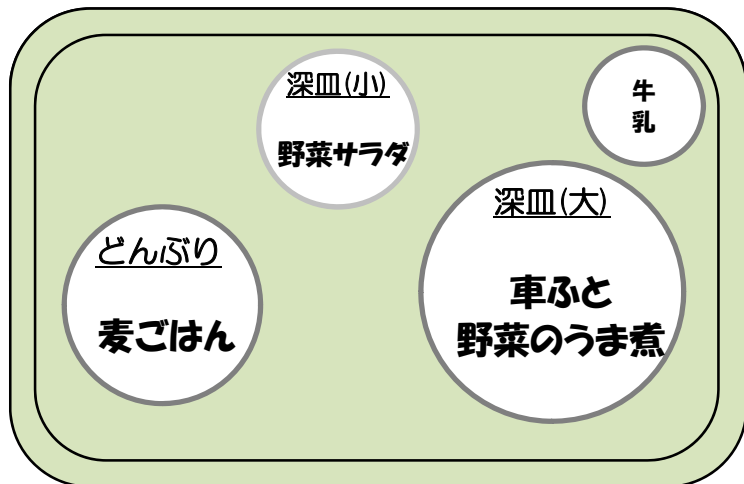 深皿(小)
野菜サラダ
牛
乳
どんぶり
麦ごはん
深皿(大)
車ふと
野菜のうま煮